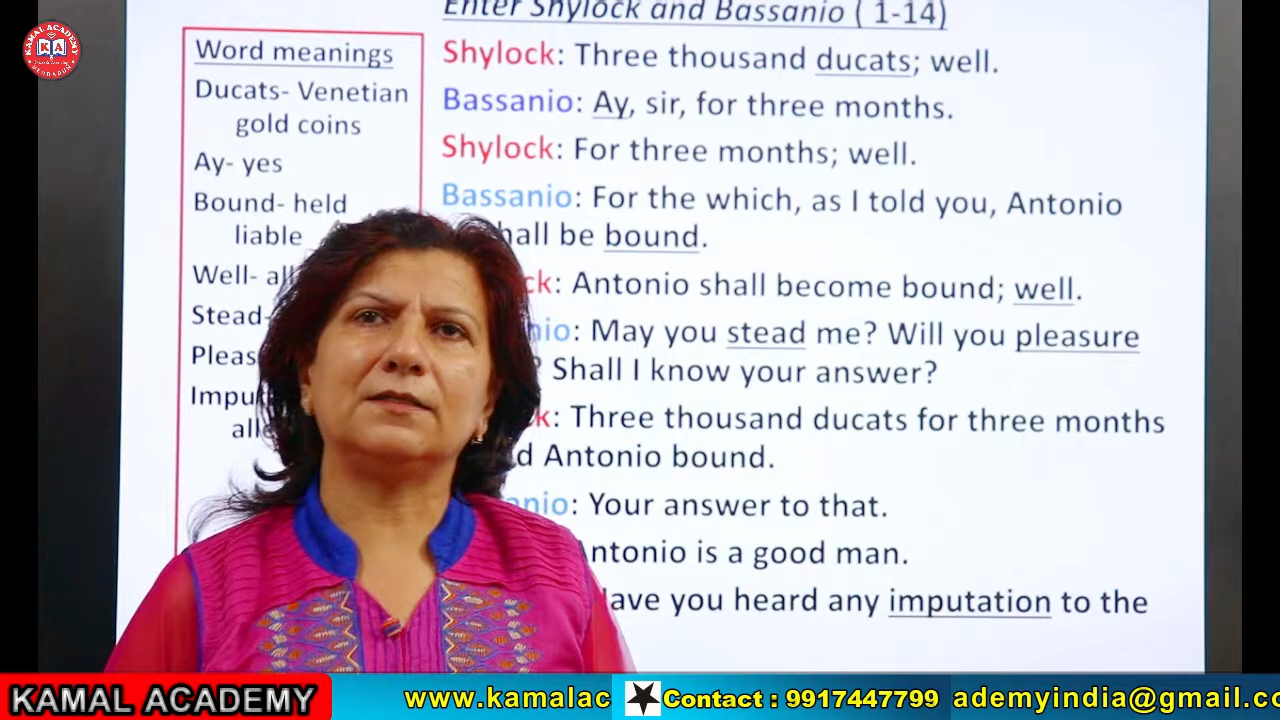 Enter Shylock and Bassanio ( 1-14)
Word meanings
Ducats- Venetian
gold coins
Ay- yes
Bound- held
liable
Well- all
Stead-
Pleas
Impu
all
Shylock: Three thousand ducats; well.
Bassanio: Ay, sir, for three months.
Shylock: For three months; well.
Bassanio: For the which, as I told you, Antonio
hall be bound.
ck: Antonio shall become bound; well.
nio: May you stead me? Will you pleasure
? Shall I know your answer?
k: Three thousand ducats for three months
d Antonio bound.
anio: Your answer to that.
Antonio is a good man.
Have you heard any imputation to the
KAMAL ACADEMY
K A
DEHRADUN
KAMAL ACADEMY
www.kamalac
Contact : 9917447799
ademyindia@gmail.co